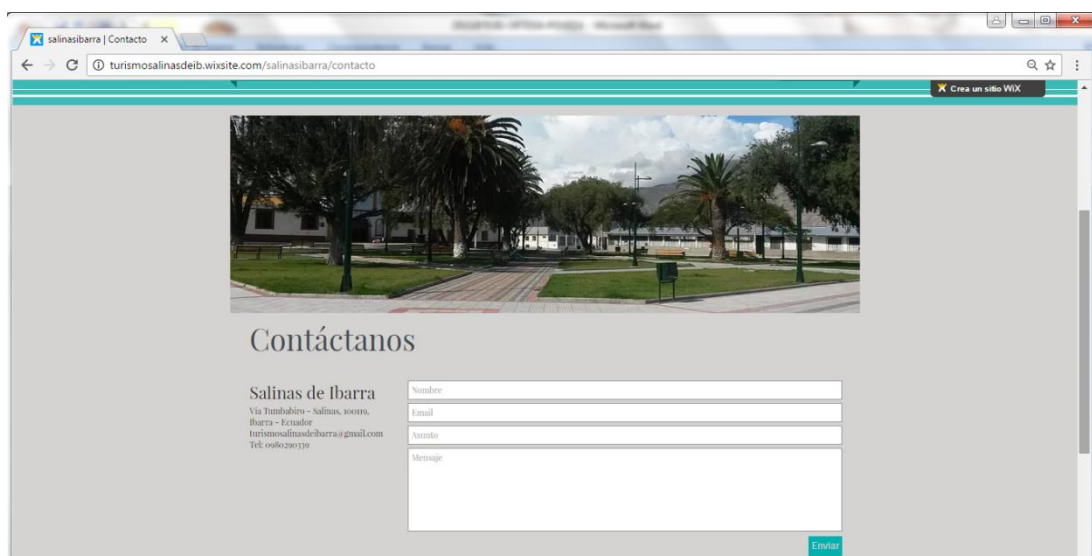 salinasibarra | Contacto
turismosalinasdeib.wixsite.com/salinasibarra/contacto
Crea un sitio WiX
Contáctanos
Salinas de Ibarra
Vía Tumbabiro - Salinas, 100119,
Ibarra - Ecuador
turismosalinasdeibarra@gmail.com
Tel: 0980290339
Nombre
Email
Asunto
Mensaje
Enviar